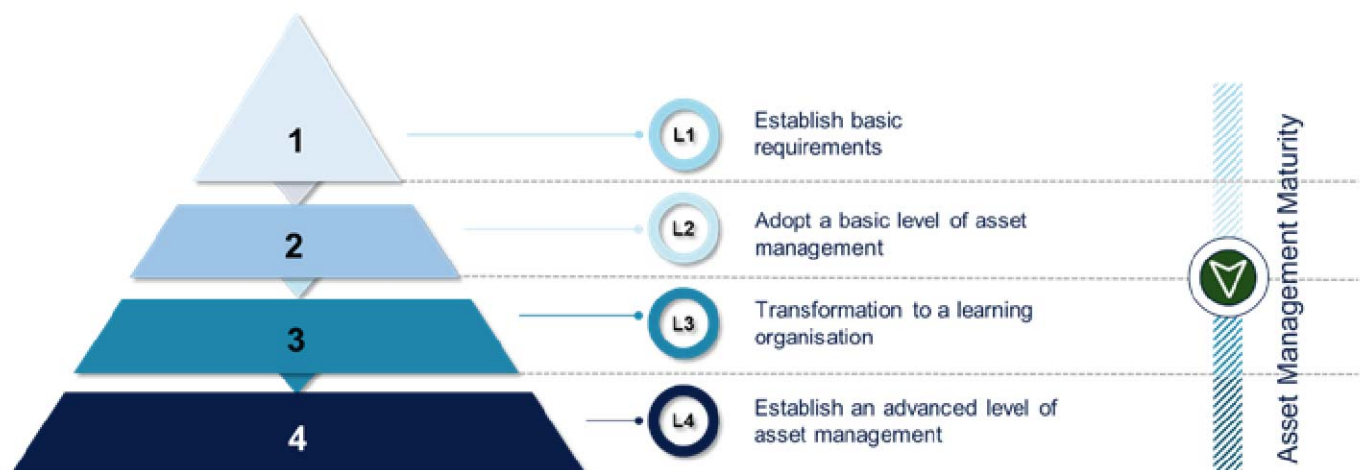 1
L1
Establish basic
requirements
2
L2
Adopt a basic level of asset
management
3
L3
Transformation to a learning
organisation
4
L4
Establish an advanced level of
asset management
Asset Management Maturity